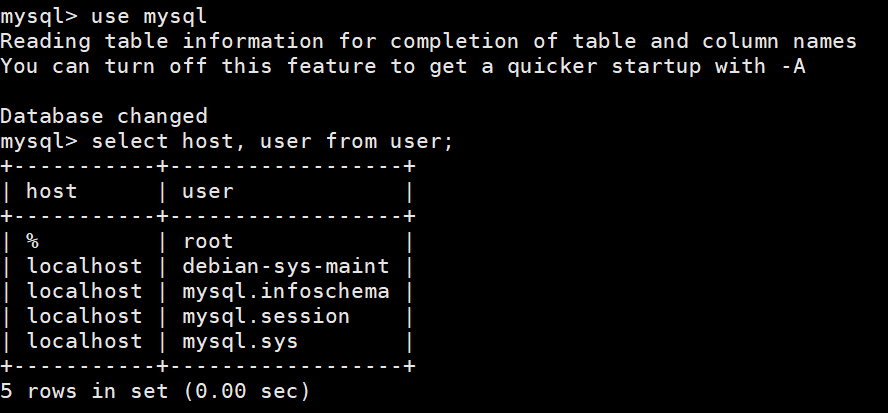 mysql> use mysql
Reading table information for completion of table and column names
You can turn off this feature to get a quicker startup with -A

Database changed
mysql> select host, user from user;
+-----------+------------------+
| host      | user             |
+-----------+------------------+
| %         | root             |
| localhost | debian-sys-maint |
| localhost | mysql.infoschema |
| localhost | mysql.session    |
| localhost | mysql.sys        |
+-----------+------------------+
5 rows in set (0.00 sec)